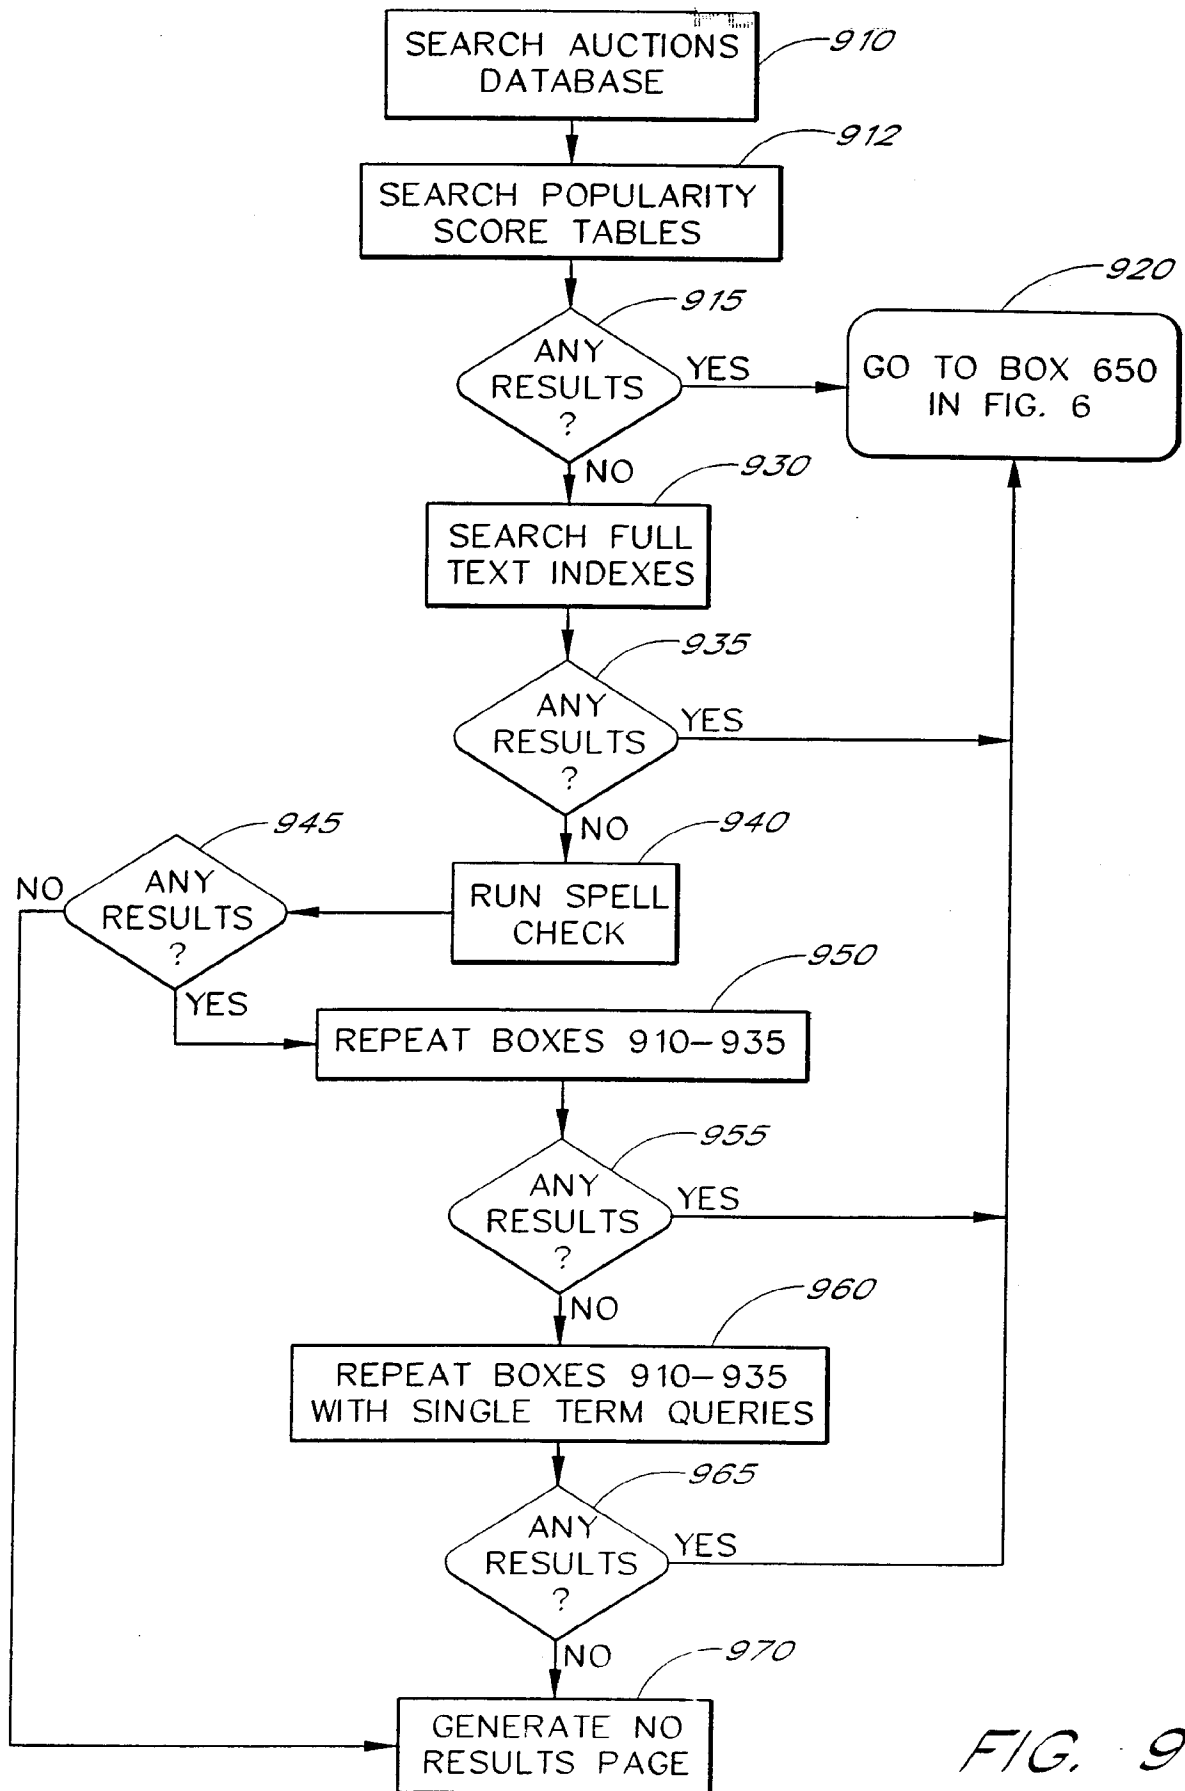 SEARCH AUCTIONS
DATABASE
910
912
SEARCH POPULARITY
SCORE TABLES
915
920
ANY
RESULTS
?
YES
GO TO BOX 650
IN FIG. 6
NO
930
SEARCH FULL
TEXT INDEXES
935
ANY
RESULTS
?
YES
NO
940
945
NO
ANY
RESULTS
?
RUN SPELL
CHECK
YES
950
REPEAT BOXES 910-935
955
ANY
RESULTS
?
YES
NO
960
REPEAT BOXES 910-935
WITH SINGLE TERM QUERIES
965
ANY
RESULTS
?
YES
NO
970
GENERATE NO
RESULTS PAGE
FIG. 9